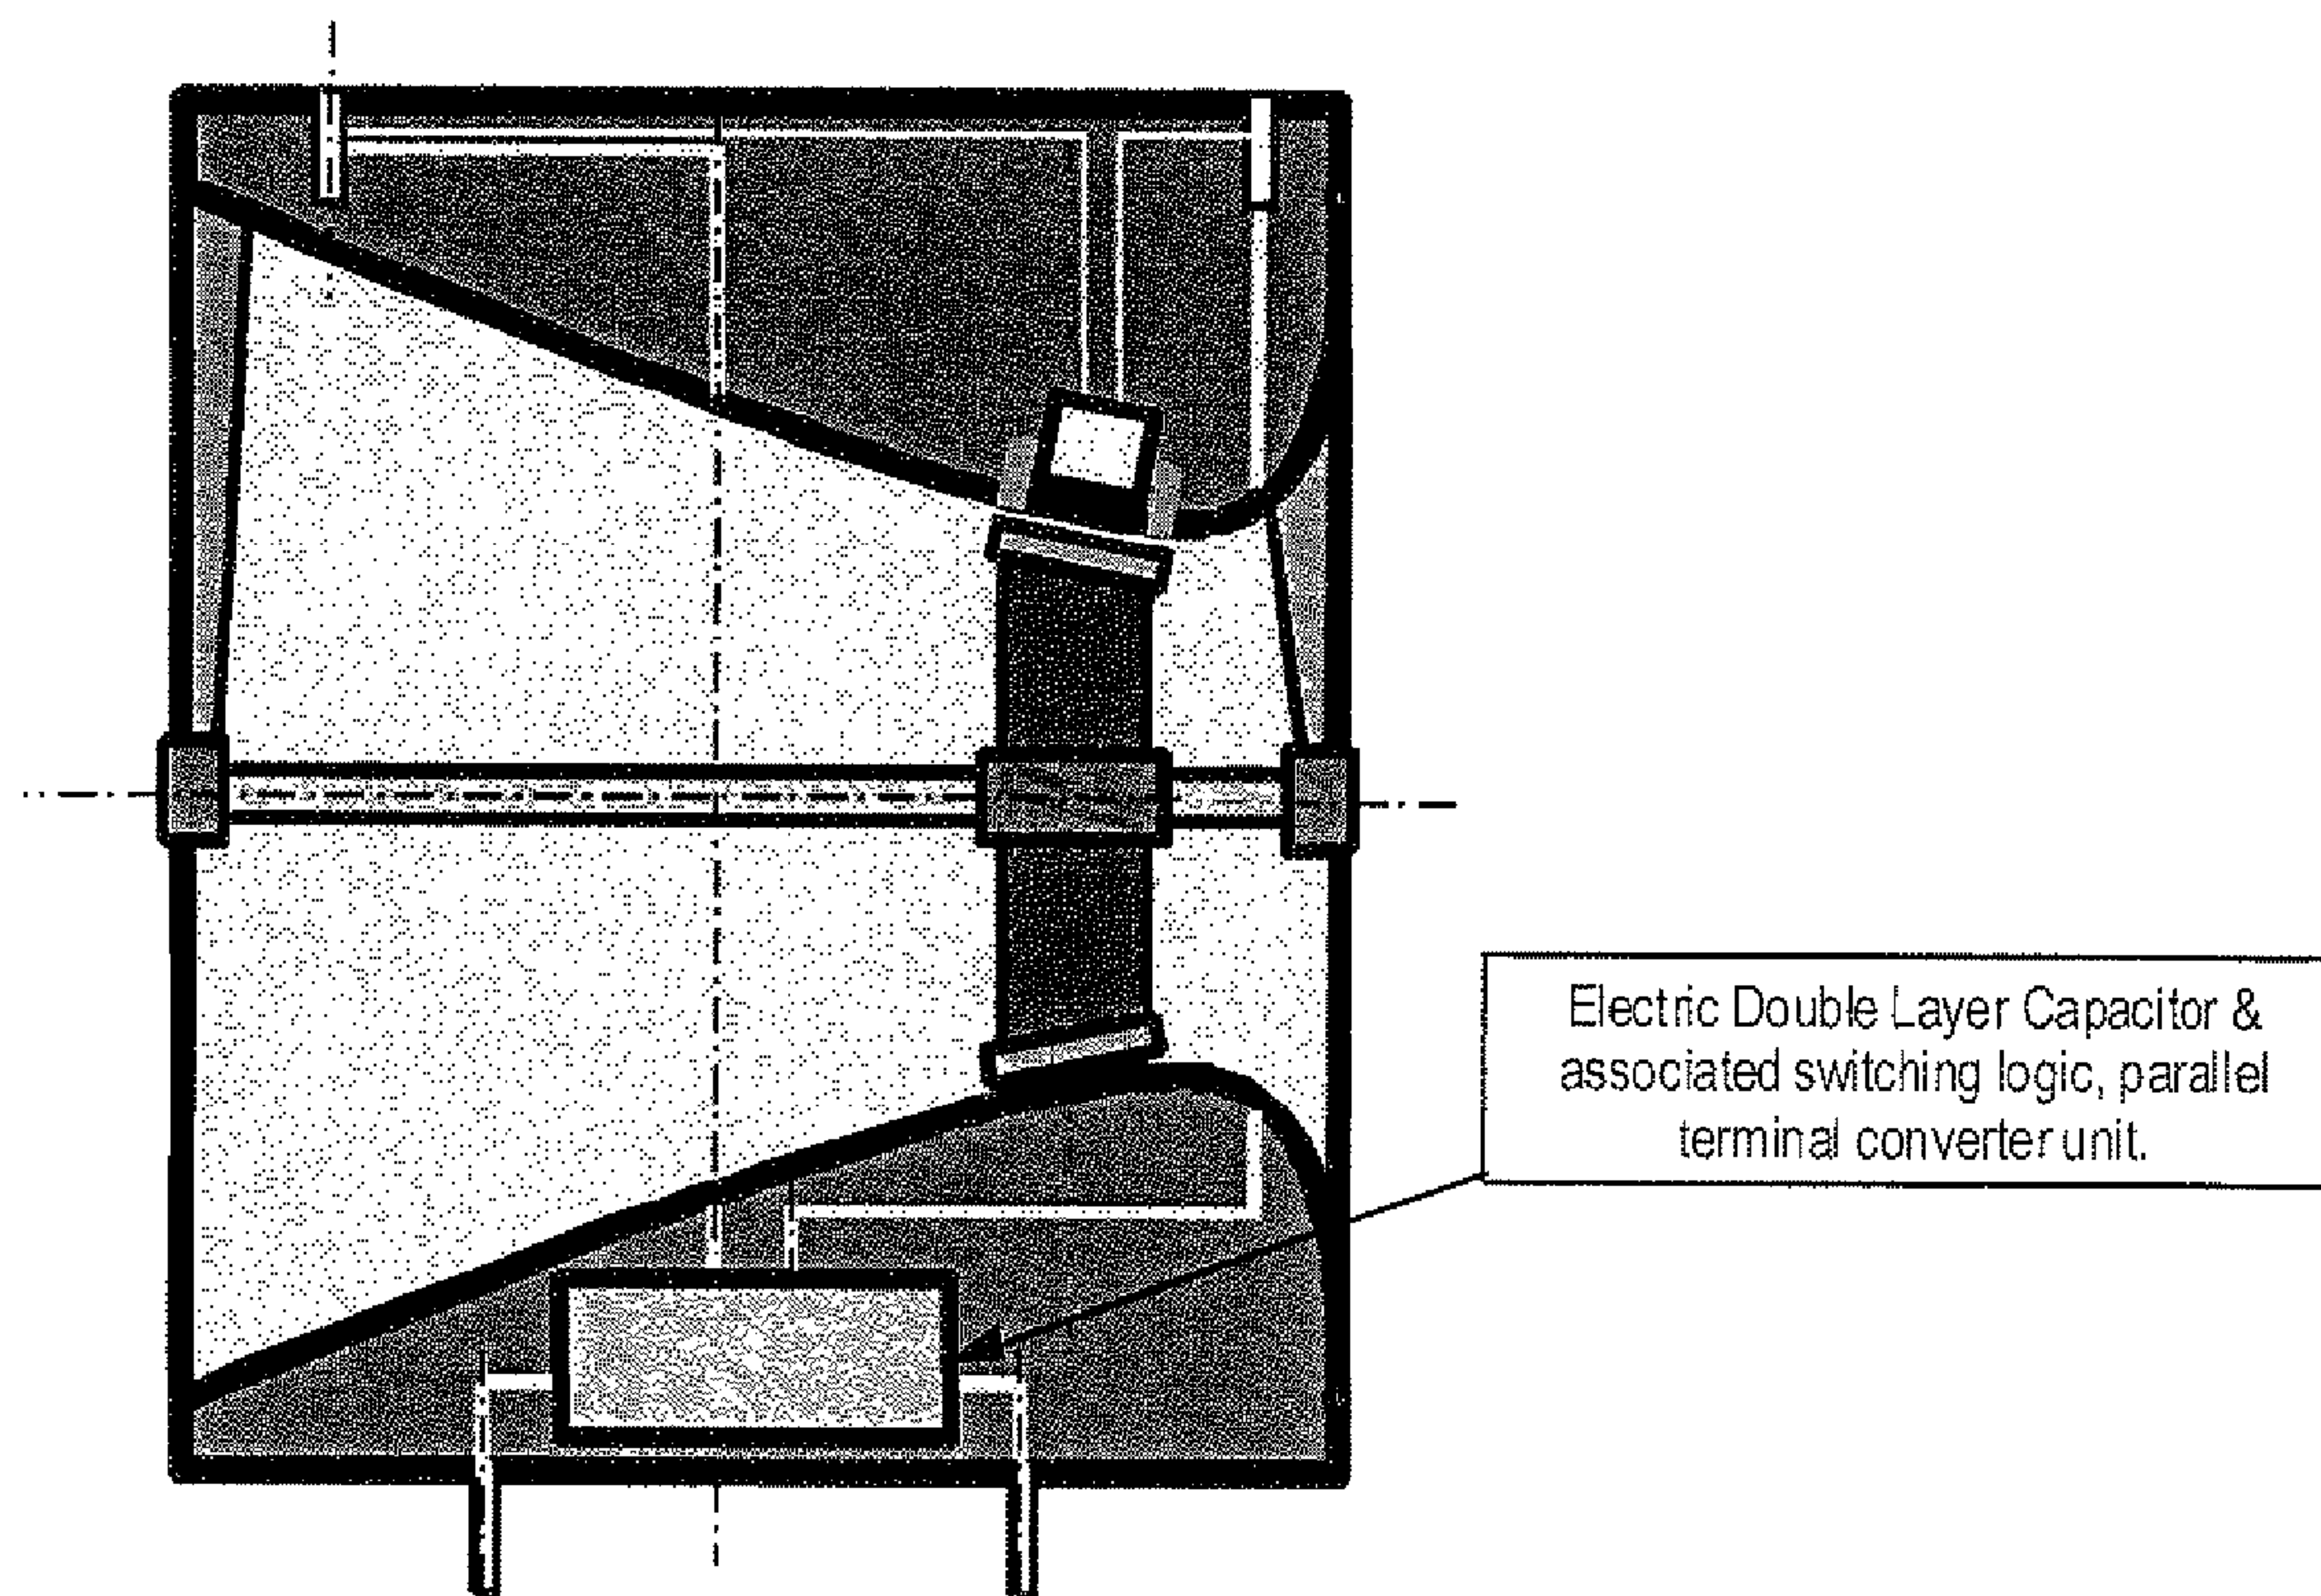 Electric Double Layer Capacitor &
associated switching logic, parallel
terminal converter unit.